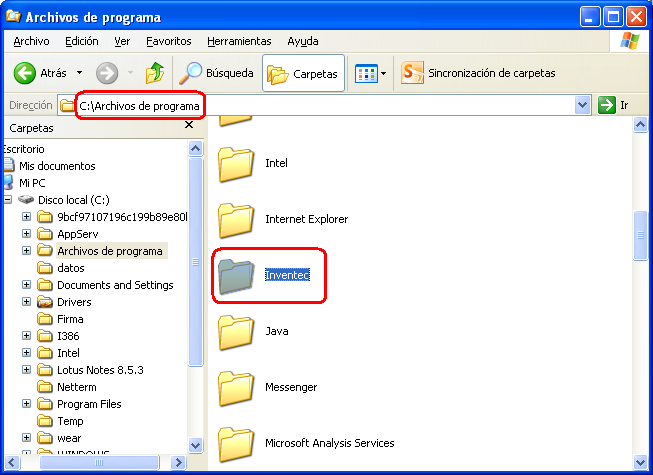 Archivos de programa
Archivo Edición Ver Favoritos Herramientas Ayuda
Atrás Búsqueda Carpetas Sincronización de carpetas
Dirección C:\Archivos de programa Ir
Carpetas
Escritorio
Mis documentos
Mi PC
Disco local (C:)
9bcf97107196c199b89e80
AppServ
Archivos de programa
datos
Documents and Settings
Drivers
Firma
I386
Intel
Lotus Notes 8.5.3
Netterm
Program Files
Temp
wear
WINDOWS
Intel
Internet Explorer
Inventec
Java
Messenger
Microsoft Analysis Services